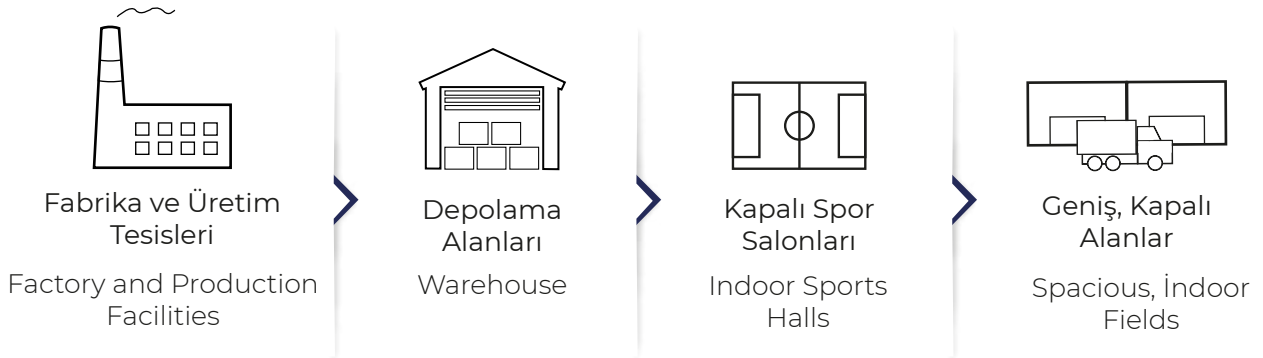 Fabrika ve Üretim
Tesisleri
Factory and Production
Facilities
Depolama
Alanları
Warehouse
Kapalı Spor
Salonları
Indoor Sports
Halls
Geniş, Kapalı
Alanlar
Spacious, İndoor
Fields